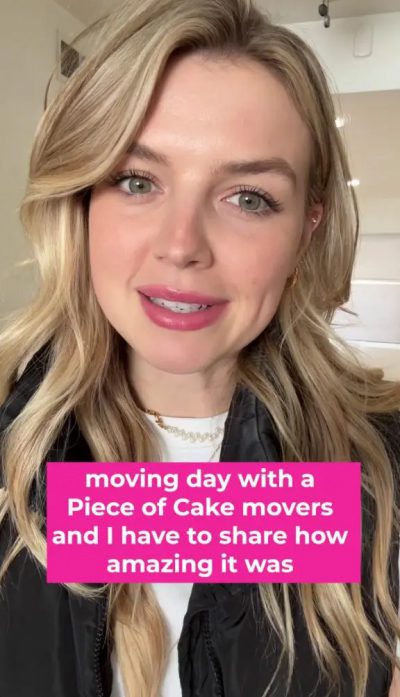 moving day with a
Piece of Cake movers
and I have to share how
amazing it was